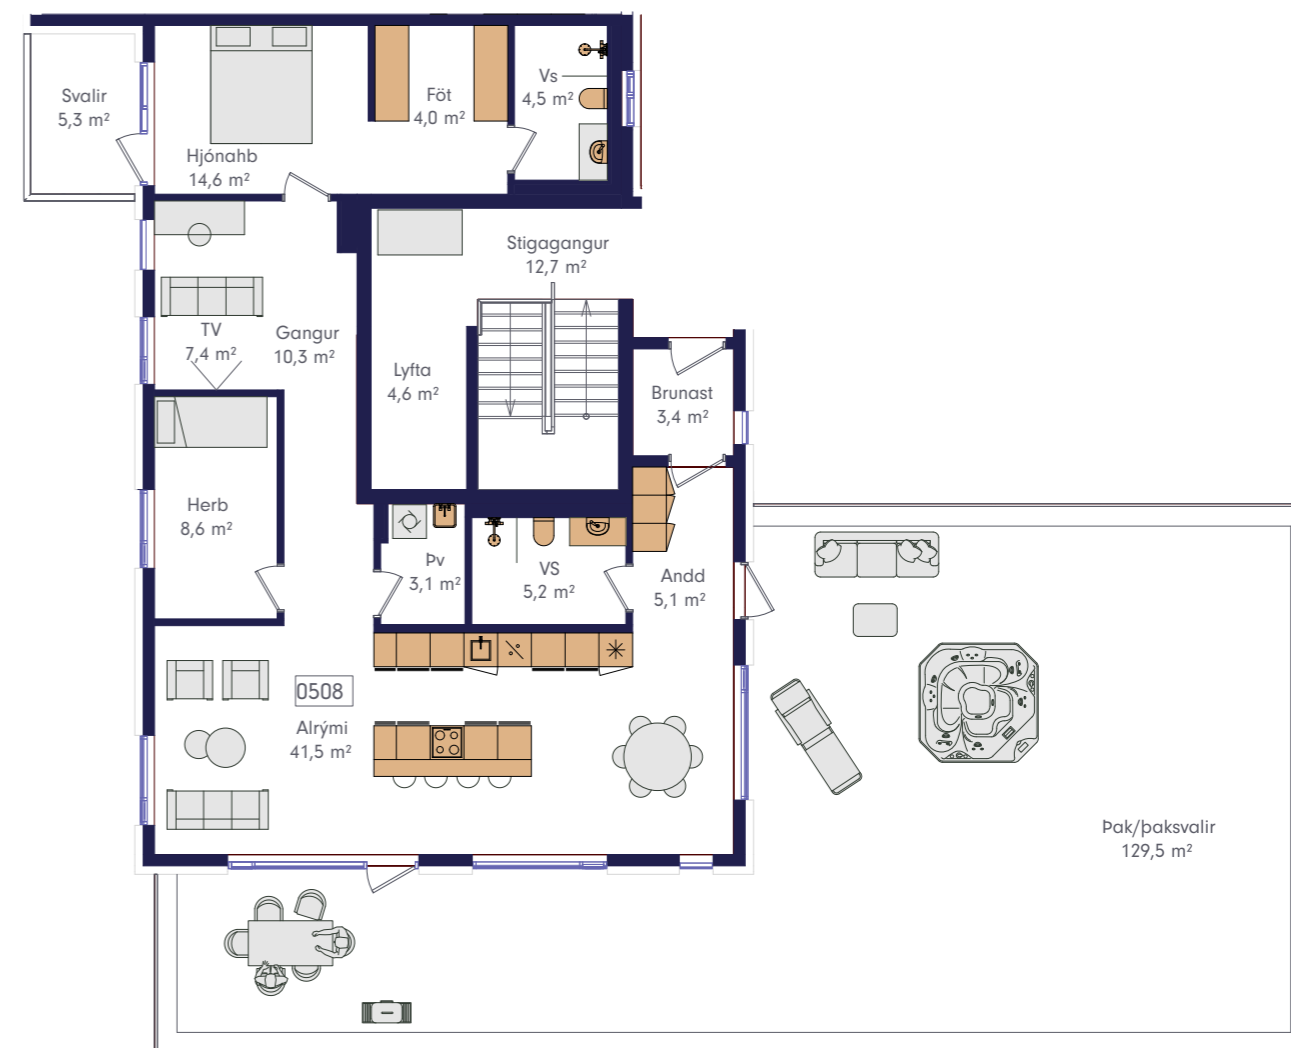 Svalir
5,3 m²
Hjónahb
14,6 m²
Föt
4,0 m²
Vs
4,5 m²
Stigagangur
12,7 m²
TV
7,4 m²
Gangur
10,3 m²
Lyfta
4,6 m²
Brunast
3,4 m²
Herb
8,6 m²
Þv
3,1 m²
VS
5,2 m²
Andd
5,1 m²
0508
Alrými
41,5 m²
Þak/þaksvalir
129,5 m²